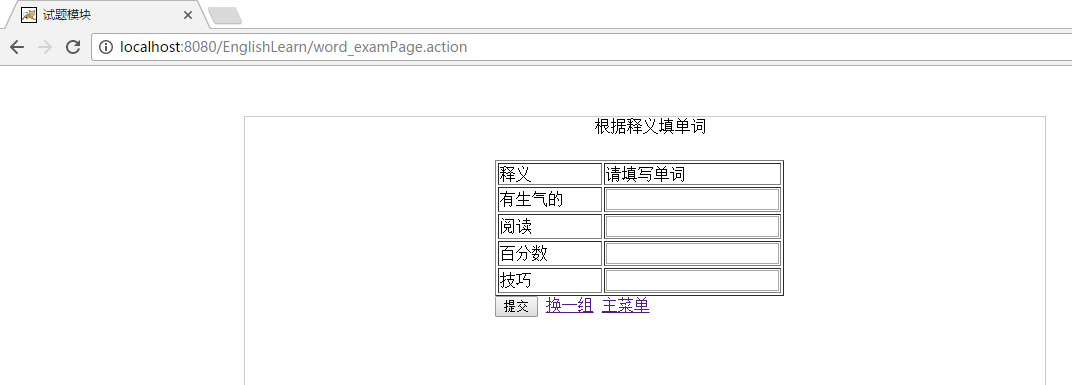 试题模块
localhost:8080/EnglishLearn/word_examPage.action
根据释义填单词
释义 请填写单词
有生气的
阅读
百分数
技巧
提交 换一组 主菜单